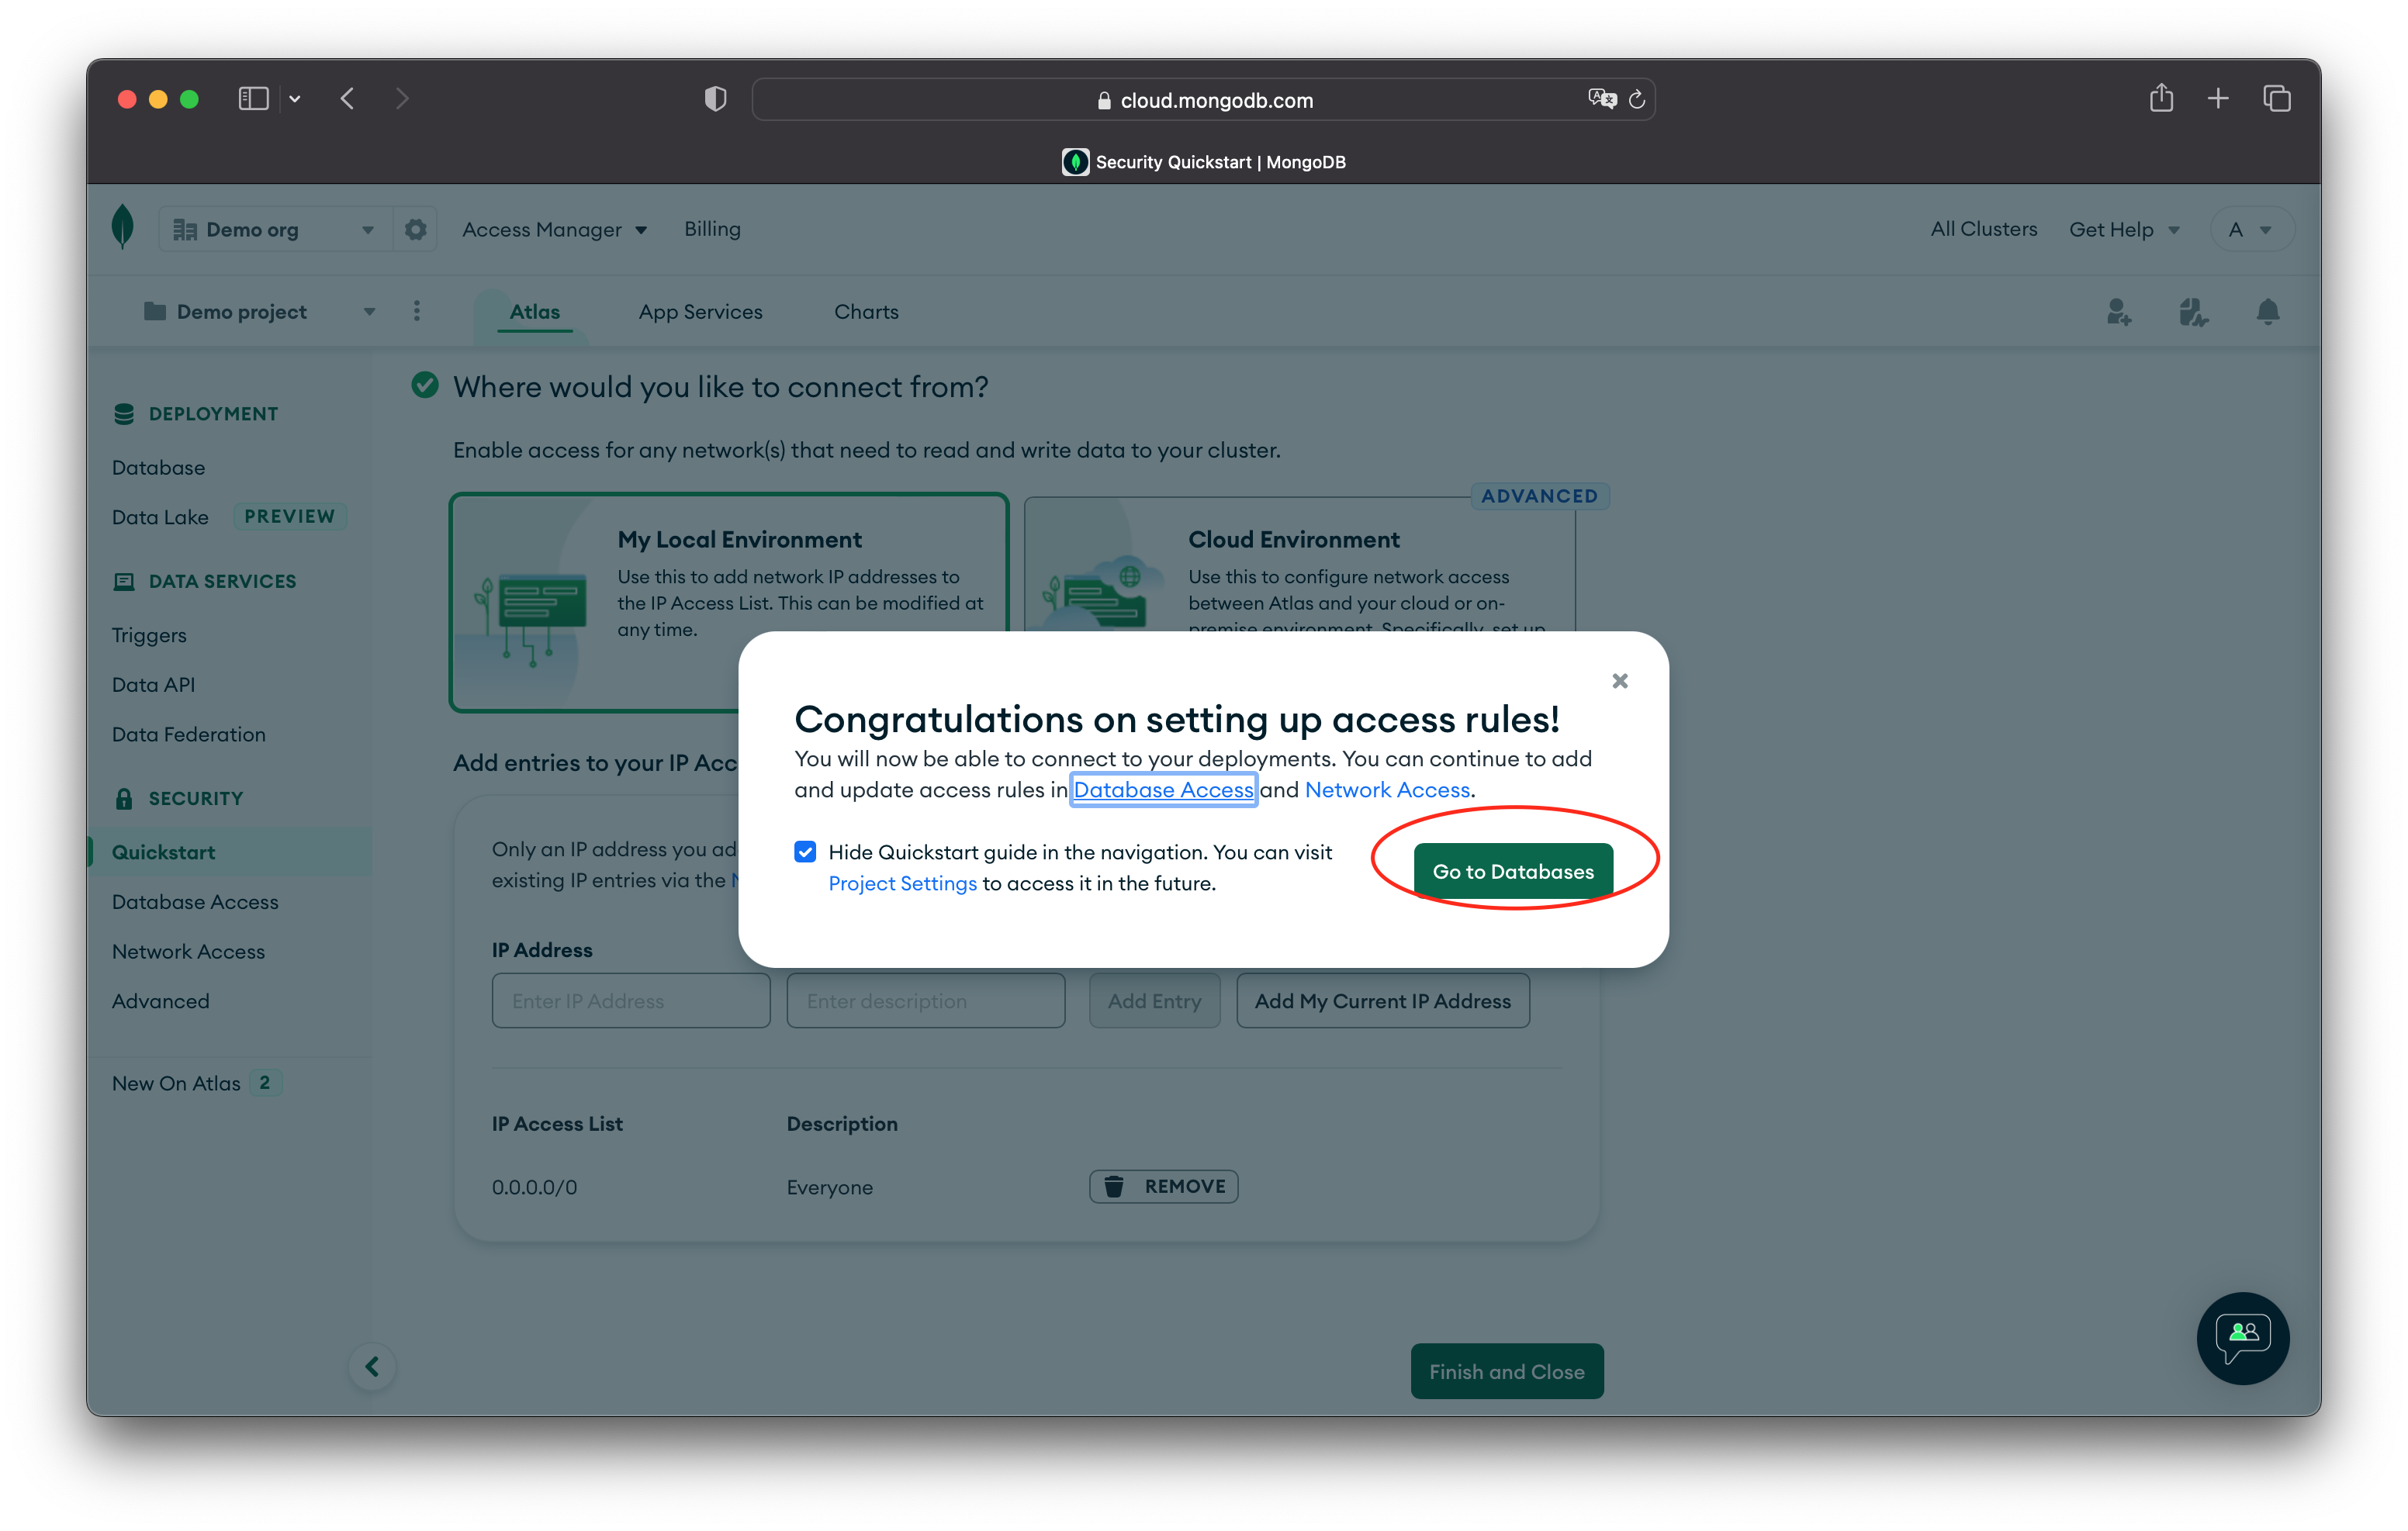 cloud.mongodb.com
Security Quickstart | MongoDB
Demo org
Access Manager
Billing
All Clusters
Get Help
A
Demo project
Atlas
App Services
Charts
DEPLOYMENT
Database
Data Lake PREVIEW
DATA SERVICES
Triggers
Data API
Data Federation
SECURITY
Quickstart
Database Access
Network Access
Advanced
New On Atlas 2
Where would you like to connect from?
Enable access for any network(s) that need to read and write data to your cluster.
My Local Environment
Use this to add network IP addresses to
the IP Access List. This can be modified at
any time.
ADVANCED
Cloud Environment
Use this to configure network access
between Atlas and your cloud or on-
premise environment. Specifically, set up
Add entries to your IP Acc
Only an IP address you ad
existing IP entries via the N
Congratulations on setting up access rules!
You will now be able to connect to your deployments. You can continue to add
and update access rules in Database Access and Network Access.
Hide Quickstart guide in the navigation. You can visit
Project Settings to access it in the future.
Go to Databases
IP Address
Enter IP Address
Enter description
Add Entry
Add My Current IP Address
IP Access List
Description
0.0.0.0/0
Everyone
REMOVE
Finish and Close